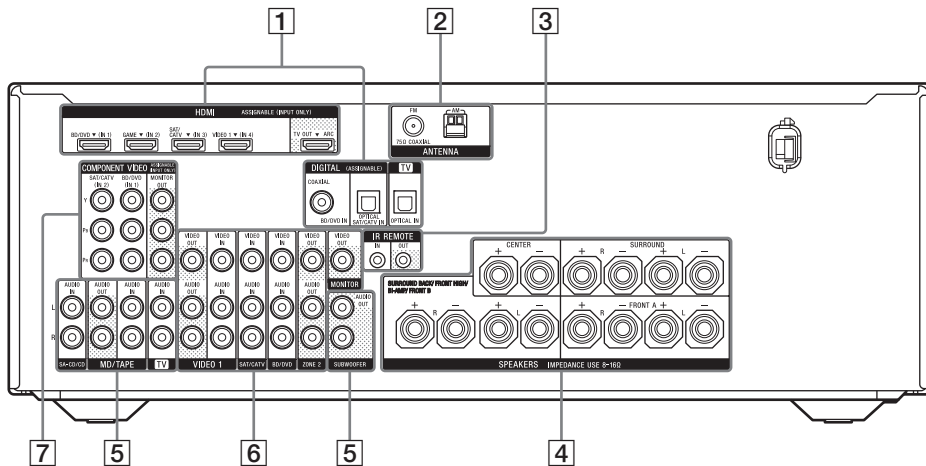 1
2
3
HDMI ASSIGNABLE (INPUT ONLY)
BD/DVD ▼ (IN 1)
GAME ▼ (IN 2)
SAT/
CATV ▼ (IN 3)
VIDEO 1 ▼ (IN 4)
TV OUT ▼ ARC
FM
AM
75Ω COAXIAL
ANTENNA
COMPONENT VIDEO
ASSIGNABLE
(INPUT ONLY)
SAT/CATV
(IN 2)
BD/DVD
(IN 1)
MONITOR
OUT
Y
PB
PR
DIGITAL (ASSIGNABLE)
COAXIAL
BD/DVD IN
OPTICAL
SAT/CATV IN
TV
OPTICAL IN
IR REMOTE
IN
OUT
VIDEO
OUT
VIDEO
IN
VIDEO
IN
VIDEO
IN
VIDEO
OUT
VIDEO
OUT
MONITOR
AUDIO
IN
AUDIO
OUT
AUDIO
IN
AUDIO
IN
AUDIO
OUT
AUDIO
IN
AUDIO
IN
AUDIO
IN
AUDIO
OUT
AUDIO
OUT
L
R
SA-CD/CD
MD/TAPE
TV
VIDEO 1
SAT/CATV
BD/DVD
ZONE 2
SUBWOOFER
CENTER
SURROUND
+ −
+ R − + L −
SURROUND BACK/FRONT HIGH/
BI-AMP/FRONT B
+ R − + L −
FRONT A
+ R − + L −
SPEAKERS IMPEDANCE USE 8–16Ω
7
5
6
5
4